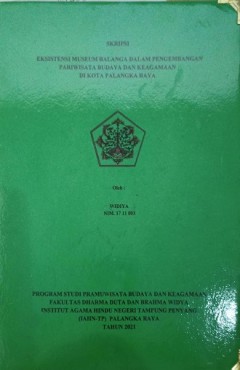 SKRIPSI
EKSISTENSI MUSEUM BALANGA DALAM PENGEMBANGAN
PARIWISATA BUDAYA DAN KEAGAMAAN
DI KOTA PALANGKA RAYA
Oleh :
WIDIYA
NIM. 17 11 003
PROGRAM STUDI PRAMUWISATA BUDAYA DAN KEAGAMAAN
FAKULTAS DHARMA DUTA DAN BRAHMA WIDYA
INSTITUT AGAMA HINDU NEGERI TAMPUNG PENYANG
(IAHN-TP) PALANGKA RAYA
TAHUN 2021